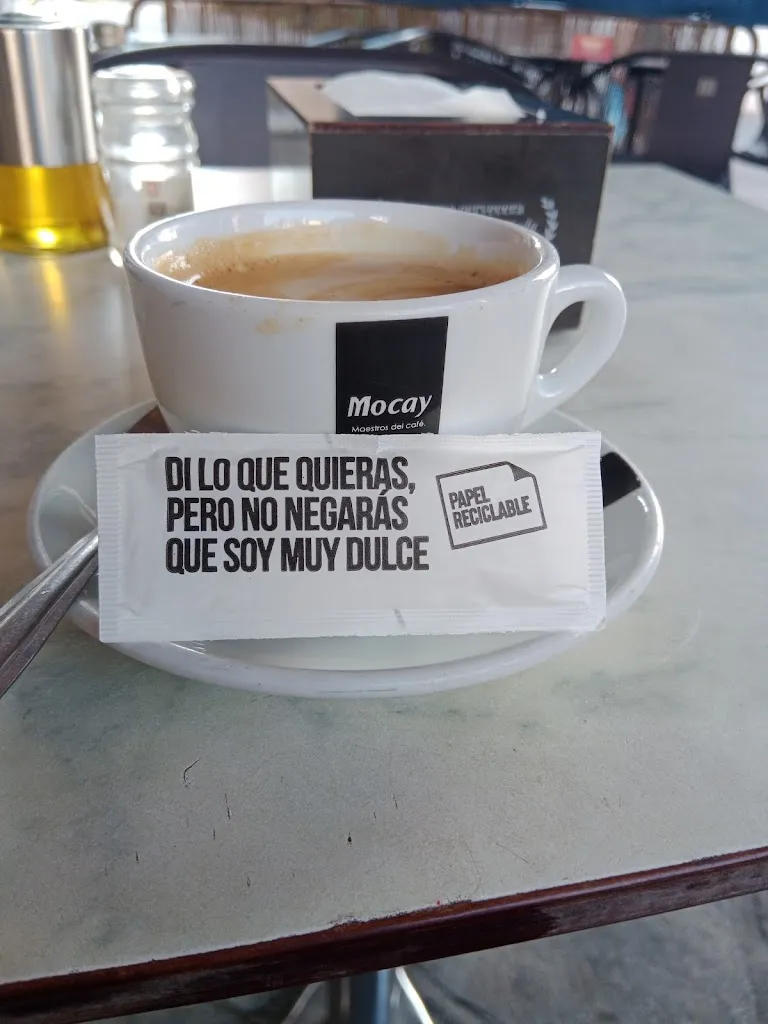 Mocay
Maestros del café.
DI LO QUE QUIERAS,
PERO NO NEGARÁS
QUE SOY MUY DULCE
PAPEL
RECICLABLE